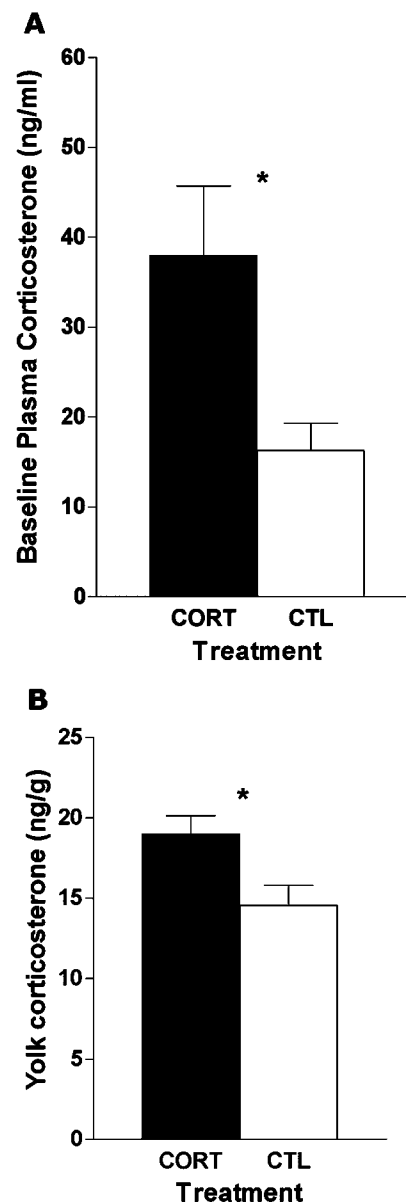 A
Baseline Plasma Corticosterone (ng/ml)
60
50
40
30
20
10
0
*
CORT CTL
Treatment
B
Yolk corticosterone (ng/g)
25
20
15
10
5
0
*
CORT CTL
Treatment